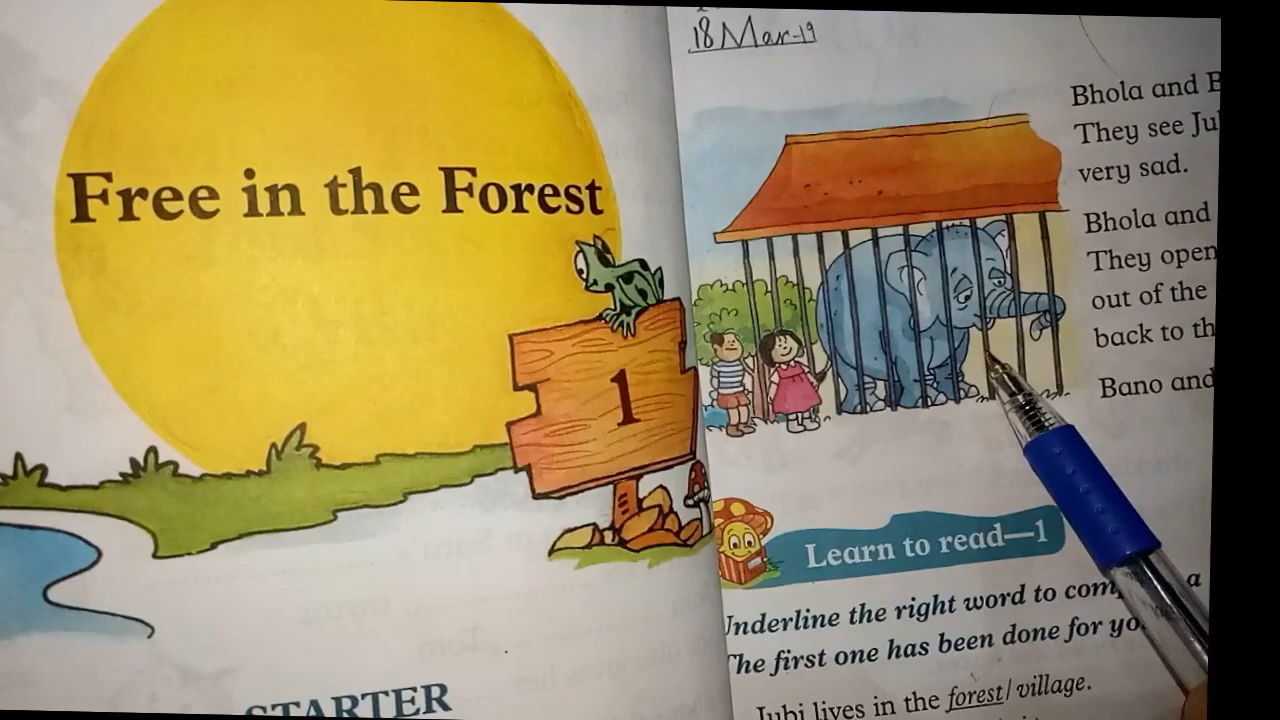 Free in the Forest
1
STARTER
18 Mar-19
Bhola and B
They see Ju
very sad.
Bhola and
They open
out of the
back to th
Bano and
Learn to read—1
Underline the right word to com a
The first one has been done for yo
Jubi lives in the forest / village.